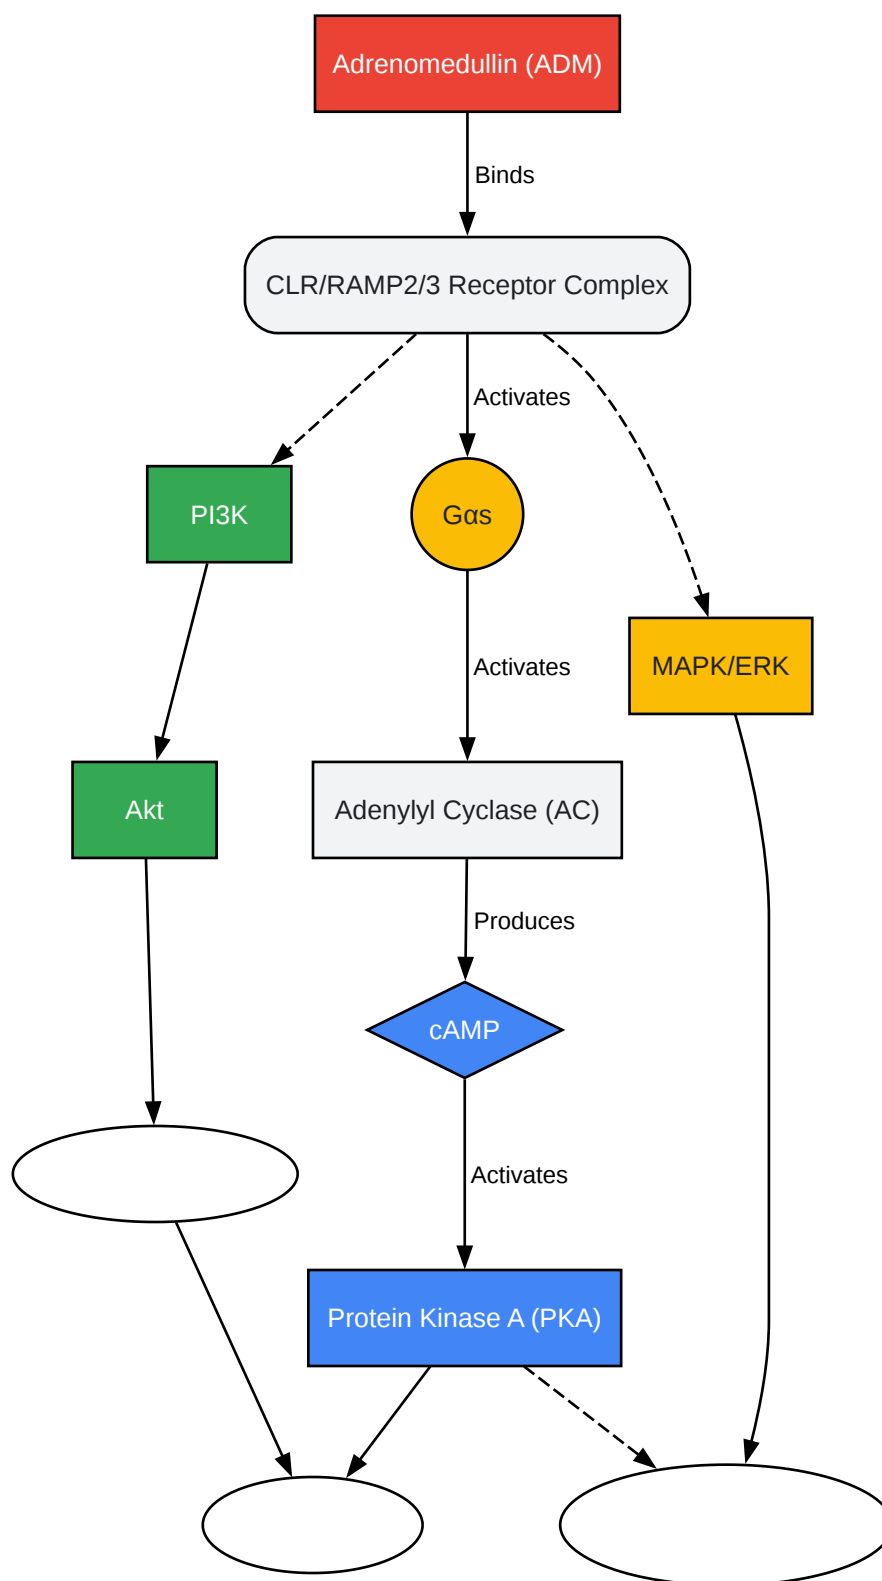 Adrenomedullin (ADM)
Binds
CLR/RAMP2/3 Receptor Complex
Activates
PI3K
Gαs
Activates
MAPK/ERK
Akt
Adenylyl Cyclase (AC)
Produces
cAMP
Activates
Protein Kinase A (PKA)